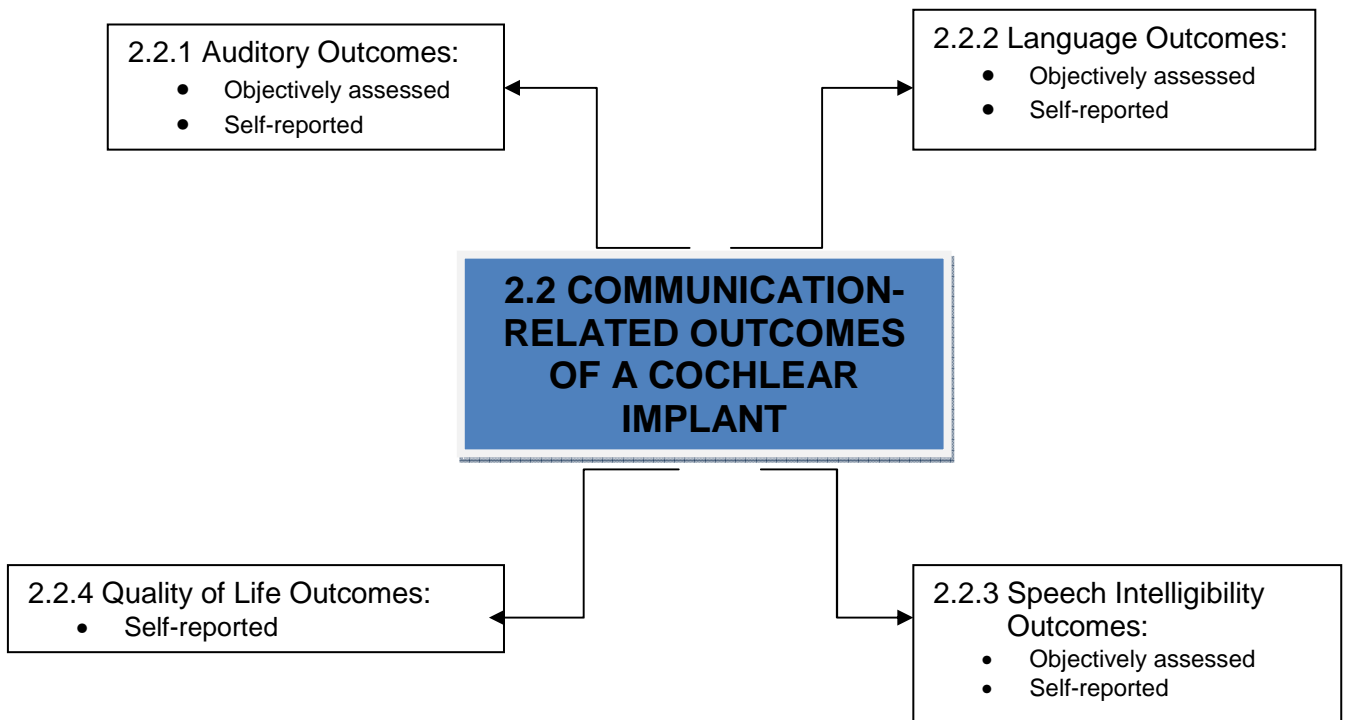 2.2.1 Auditory Outcomes:
• Objectively assessed
• Self-reported
2.2.2 Language Outcomes:
• Objectively assessed
• Self-reported
2.2 COMMUNICATION-
RELATED OUTCOMES
OF A COCHLEAR
IMPLANT
2.2.4 Quality of Life Outcomes:
• Self-reported
2.2.3 Speech Intelligibility
Outcomes:
• Objectively assessed
• Self-reported